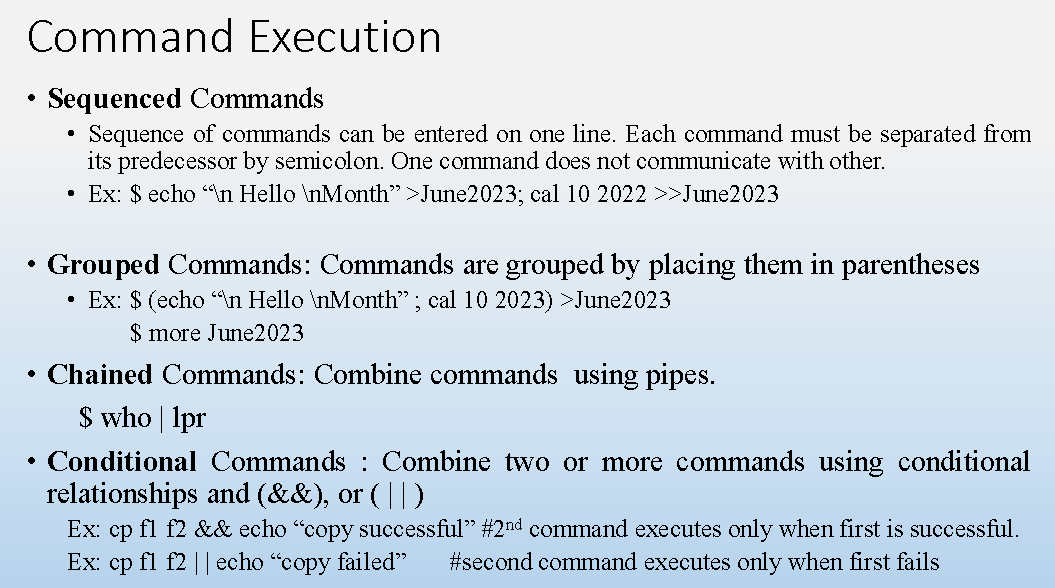 Command Execution
• Sequenced Commands
• Sequence of commands can be entered on one line. Each command must be separated from
its predecessor by semicolon. One command does not communicate with other.
• Ex: $ echo “\n Hello \nMonth” >June2023; cal 10 2022 >>June2023
• Grouped Commands: Commands are grouped by placing them in parentheses
• Ex: $ (echo “\n Hello \nMonth” ; cal 10 2023) >June2023
$ more June2023
• Chained Commands: Combine commands  using pipes.
$ who | lpr
• Conditional Commands : Combine two or more commands using conditional
relationships and (&&), or ( | | )
Ex: cp f1 f2 && echo “copy successful” #2nd command executes only when first is successful.
Ex: cp f1 f2 | | echo “copy failed” #second command executes only when first fails